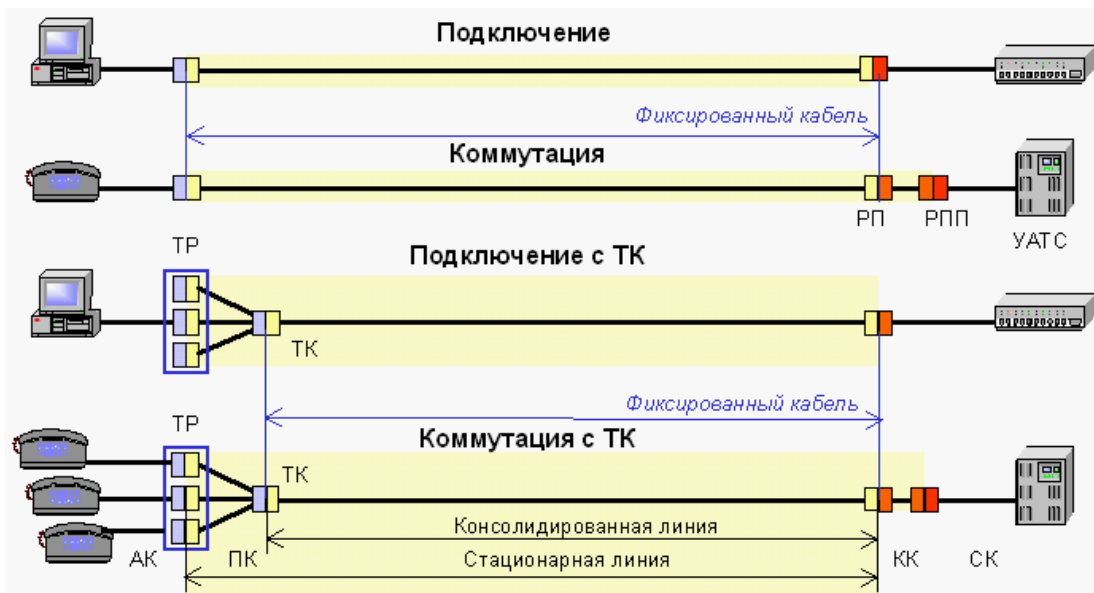 Подключение
Фиксированный кабель
Коммутация
РП РПП
УАТС
ТР
Подключение с ТК
ТК
Фиксированный кабель
ТР
Коммутация с ТК
ТК
Консолидированная линия
АК ПК Стационарная линия КК СК